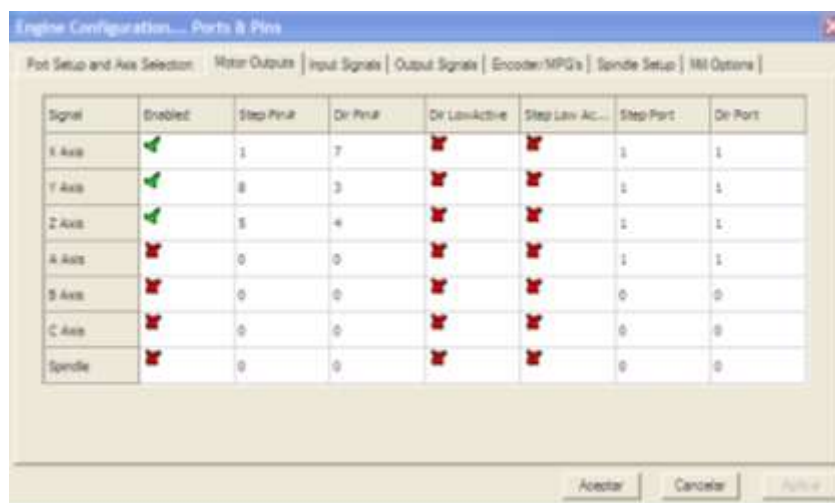 Engine Configuration... Ports & Pins
Port Setup and Axis Selection Motor Outputs Input Signals Output Signals Encoder/MPG's Spindle Setup Mill Options
Signal Enabled Step Pin# Dir Pin# Dir LowActive Step Low Ac... Step Port Dir Port
X Axis 1 7 1 1
Y Axis 8 3 1 1
Z Axis 5 4 1 1
A Axis 0 0 1 1
B Axis 0 0 0 0
C Axis 0 0 0 0
Spindle 0 0 0 0
Aceptar Cancelar